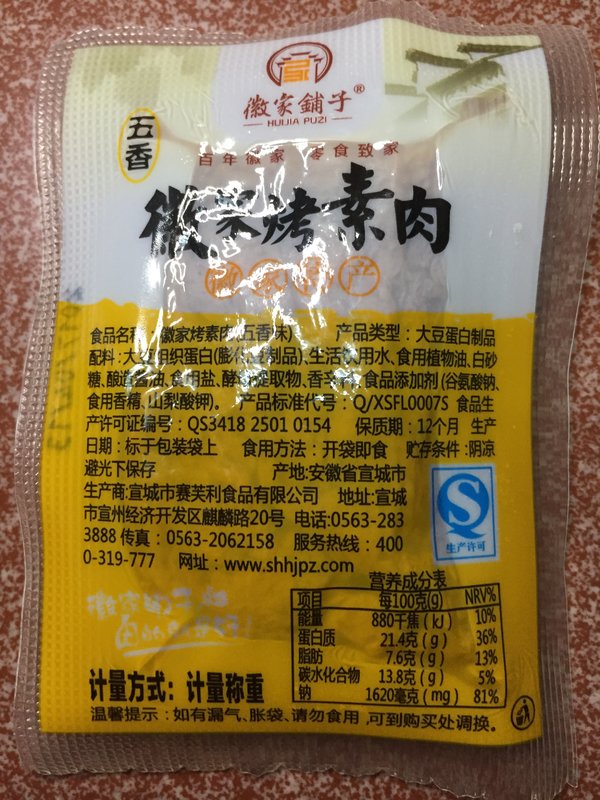 徽家鋪子®
HUIJIA PUZI
百年徽家 零食致家
五香
徽家烤素肉
徽家特产
食品名称:徽家烤素肉(五香味) 产品类型:大豆蛋白制品
配料:大豆组织蛋白(膨化豆制品)、生活饮用水、食用植物油、白砂
糖、酿造酱油、食用盐、酵母提取物、香辛料、食品添加剂(谷氨酸钠、
食用香精、山梨酸钾)。 产品标准代号:Q/XSFL0007S 食品生
产许可证编号:QS3418 2501 0154 保质期:12个月 生产
日期:标于包装袋上 食用方法:开袋即食 贮存条件:阴凉
避光下保存 产地:安徽省宣城市
生产商:宣城市赛芙利食品有限公司 地址:宣城
市宣州经济开发区麒麟路20号 电话:0563-283
3888 传真:0563-2062158 服务热线:400
0-319-777 网址:www.shhjpz.com
生产许可
营养成分表
项目 每100克(g) NRV%
能量 880千焦(kJ) 10%
蛋白质 21.4克(g) 36%
脂肪 7.6克(g) 13%
碳水化合物 13.8克(g) 5%
钠 1620毫克(mg) 81%
计量方式:计量称重
温馨提示:如有漏气、胀袋、请勿食用,可到购买处调换。